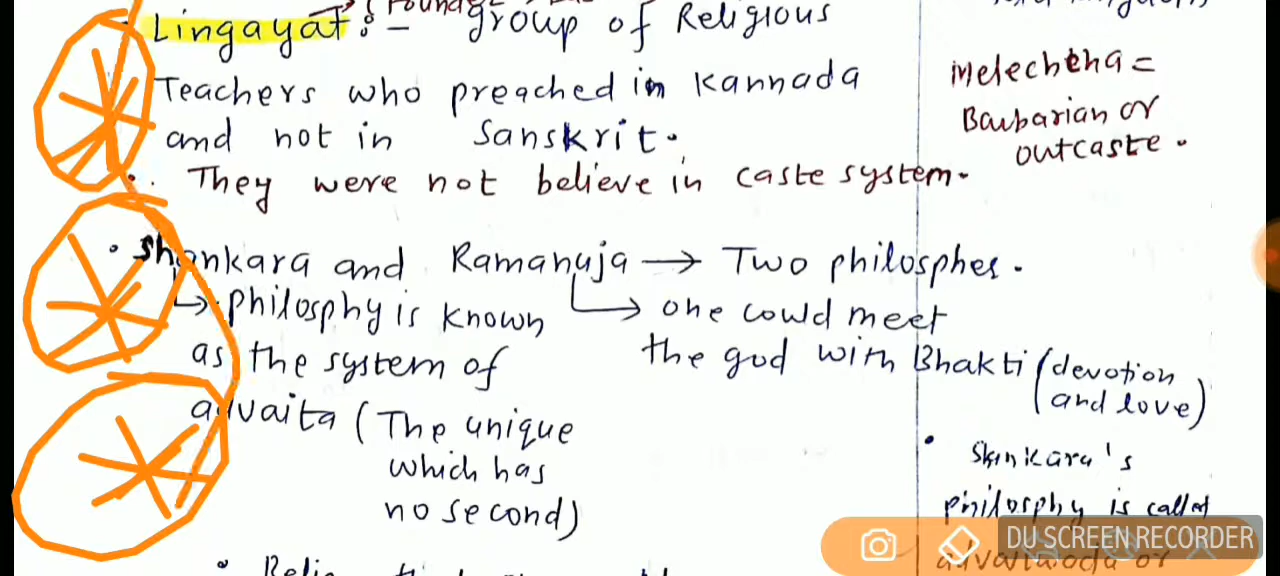 Lingayat :- group of Religious
Teachers who preached in Kannada
and not in Sanskrit.
They were not believe in caste system.
Melechcha =
Barbarian or
outcaste.
• Shankara and Ramanuja → Two philosphes.
↳ philosphy is known
as the system of
advaita (The unique
which has
no second)
↳ one could meet
the god with Bhakti (devotion
and love)
• Shnkara's
philosphy is called
or
DU SCREEN RECORDER